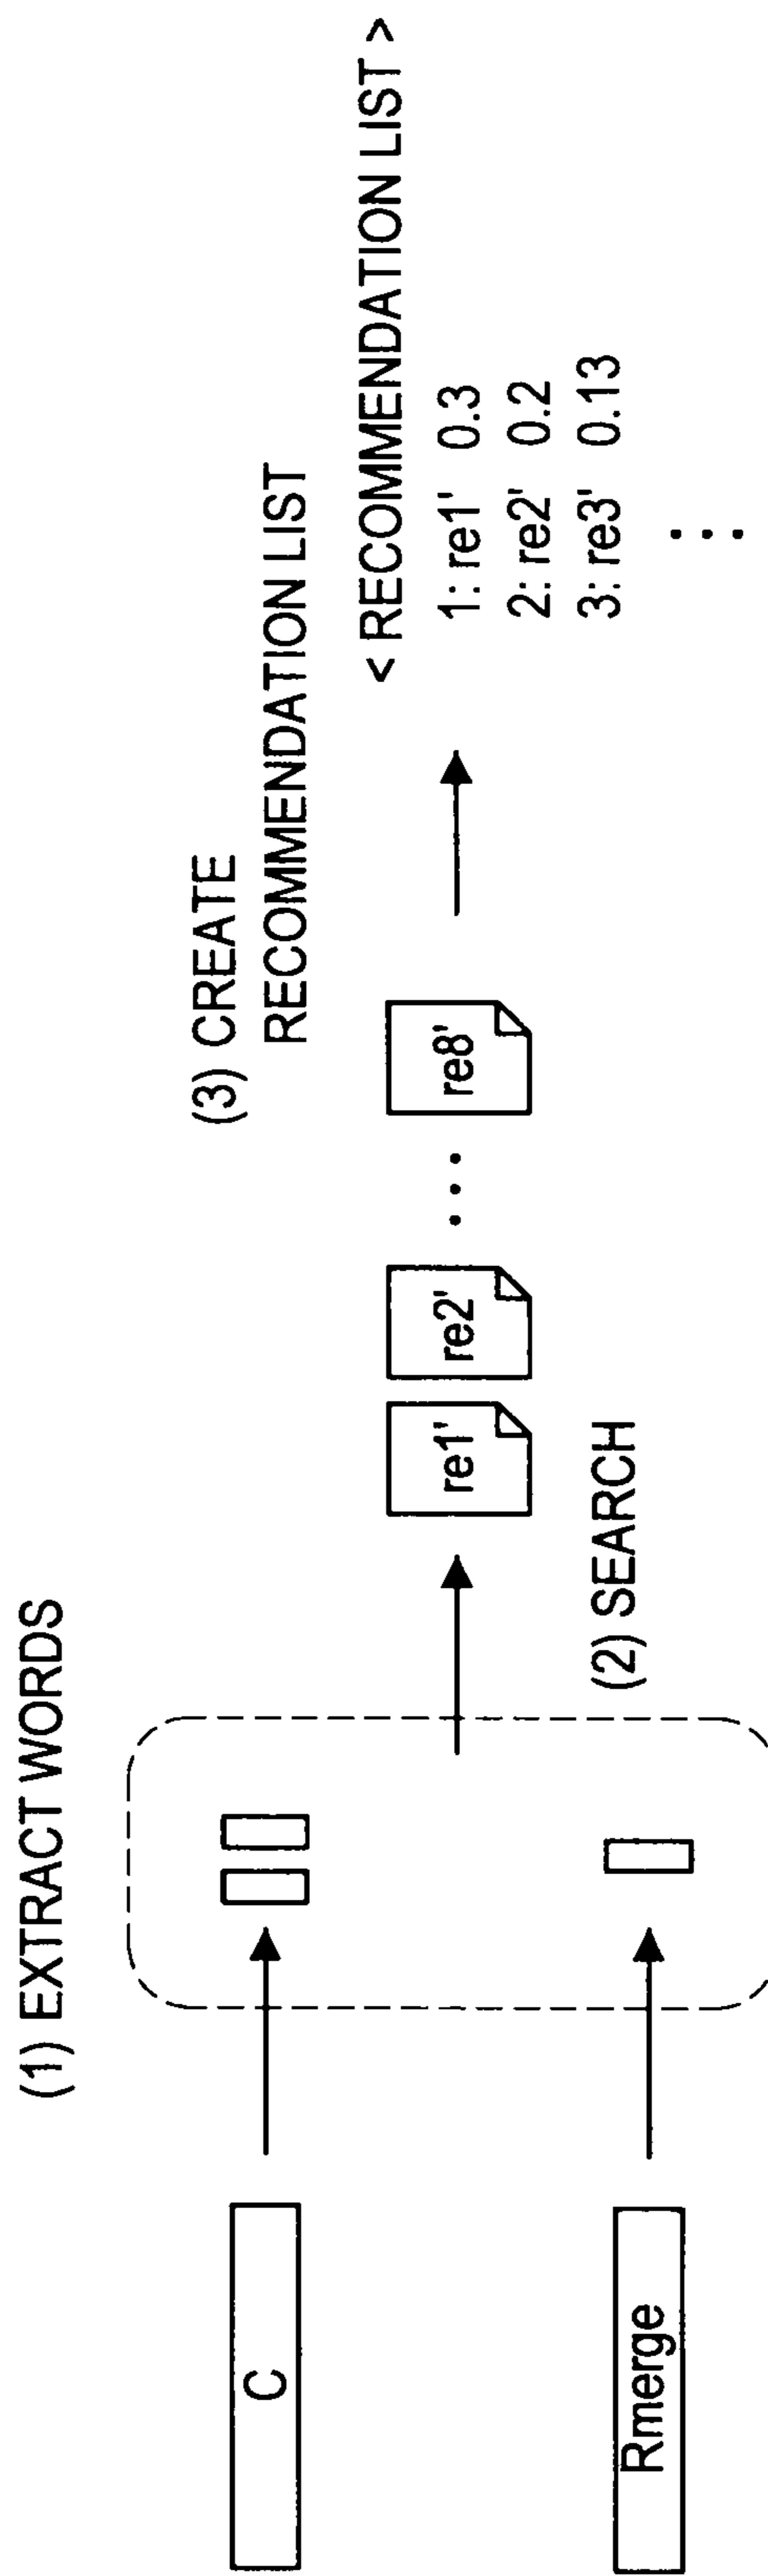 (1) EXTRACT WORDS
C
Rmerge
(2) SEARCH
re1'
re2'
...
re8'
(3) CREATE
RECOMMENDATION LIST
< RECOMMENDATION LIST >
1: re1' 0.3
2: re2' 0.2
3: re3' 0.13
...